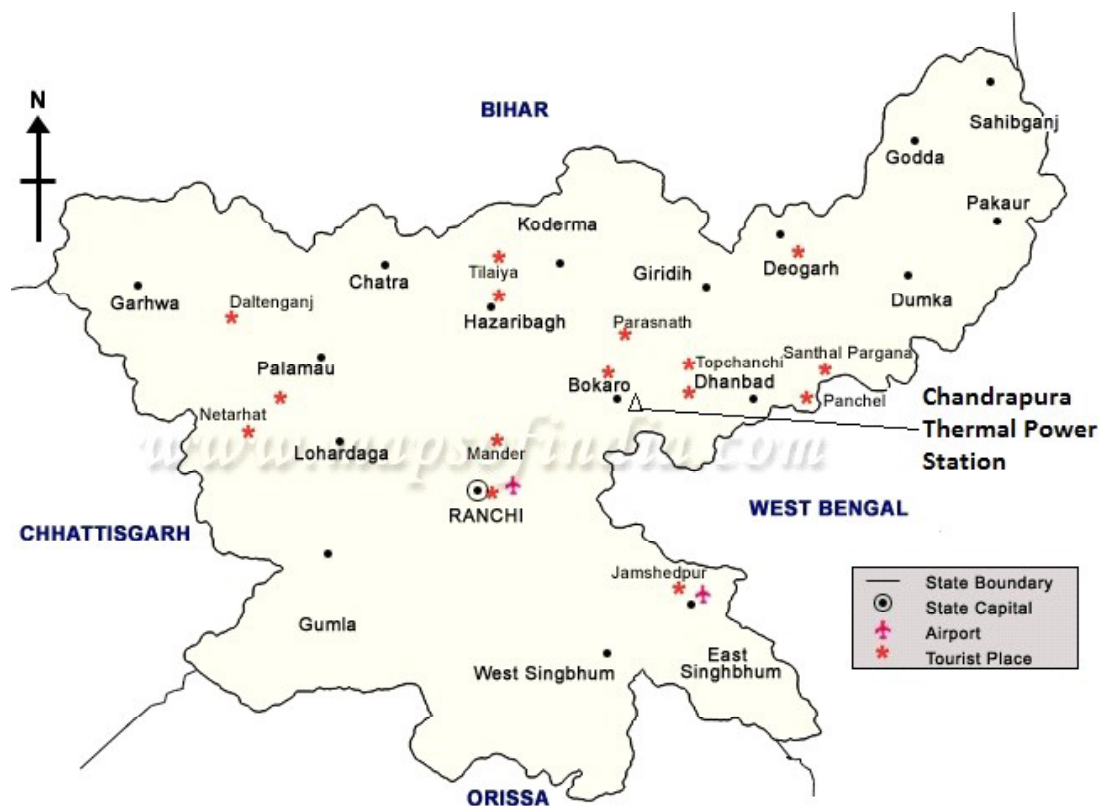 N
BIHAR
Sahibganj
Godda
Pakaur
Koderma
Tilaiya
Chatra
Giridih
Deogarh
Dumka
Garhwa
Daltenganj
Hazaribagh
Parasnath
Palamau
Topchanchi
Santhal Pargana
Bokaro
Dhanbad
Panchel
Chandrapura
Thermal Power
Station
Netarhat
Lohardaga
Mander
www.mapsofindia.com
RANCHI
WEST BENGAL
CHHATTISGARH
Jamshedpur
Gumla
West Singbhum
East
Singhbhum
ORISSA
State Boundary
State Capital
Airport
Tourist Place